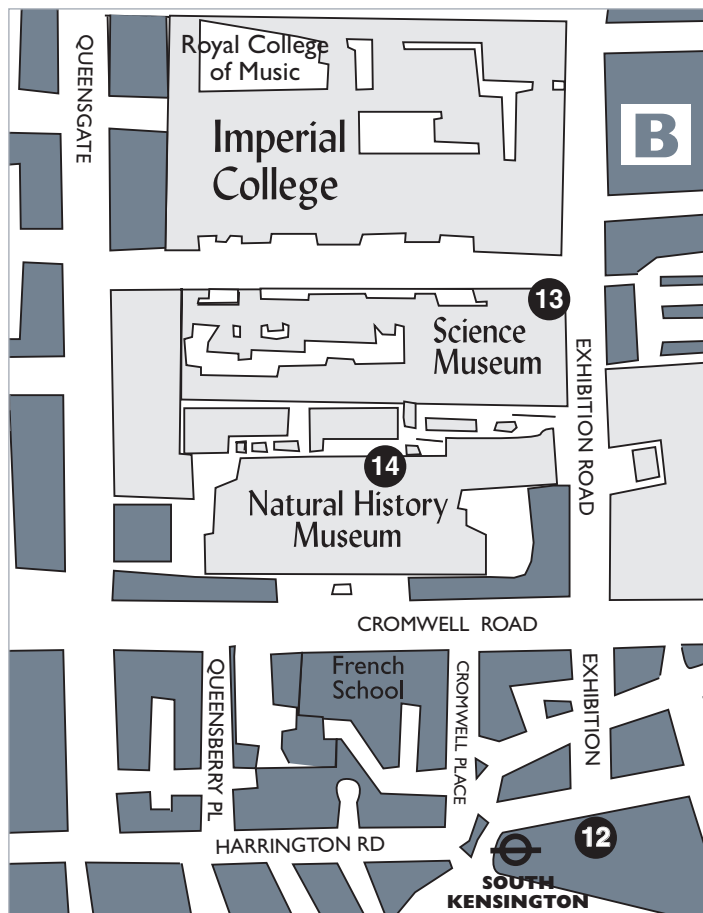 QUEENSGATE
Royal College
of Music
Imperial
College
B
13
Science
Museum
EXHIBITION ROAD
14
Natural History
Museum
CROMWELL ROAD
QUEENSBERRY PL
French
School
CROMWELL PLACE
EXHIBITION
HARRINGTON RD
12
SOUTH
KENSINGTON